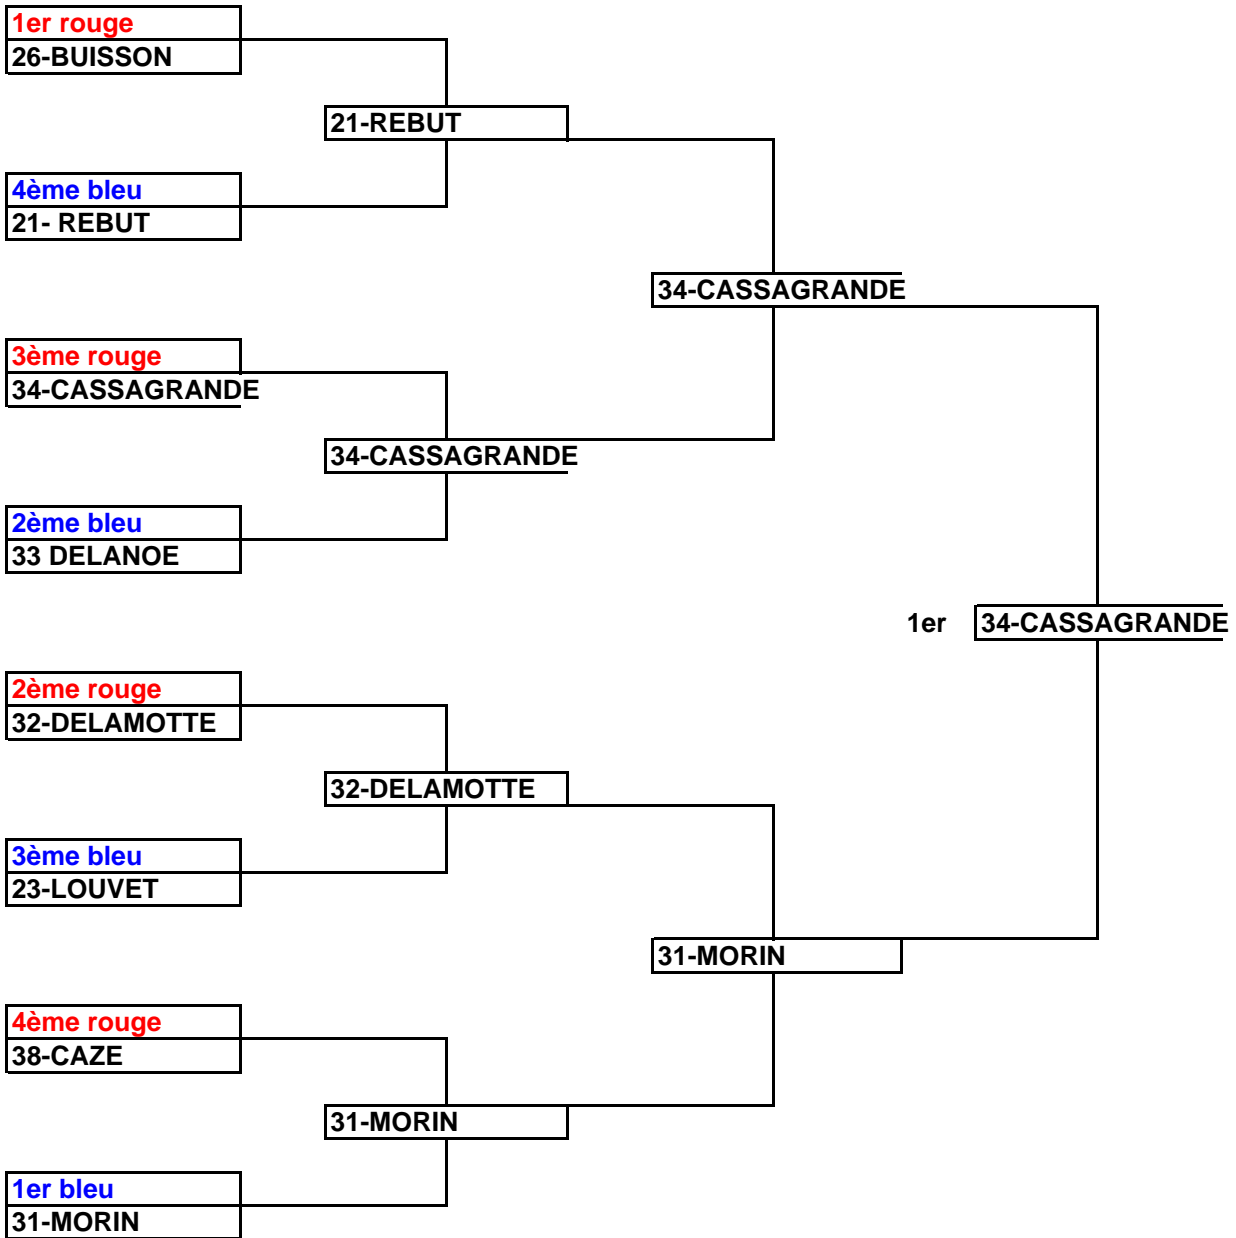 1er rouge
26-BUISSON
21-REBUT
4ème bleu
21- REBUT
34-CASSAGRANDE
3ème rouge
34-CASSAGRANDE
34-CASSAGRANDE
2ème bleu
33 DELANOE
1er 34-CASSAGRANDE
2ème rouge
32-DELAMOTTE
32-DELAMOTTE
3ème bleu
23-LOUVET
31-MORIN
4ème rouge
38-CAZE
31-MORIN
1er bleu
31-MORIN